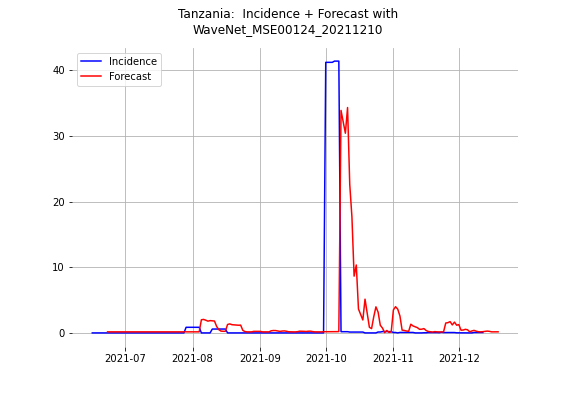 Tanzania:  Incidence + Forecast with
WaveNet_MSE00124_20211210
Incidence
Forecast
40
30
20
10
0
2021-07 2021-08 2021-09 2021-10 2021-11 2021-12